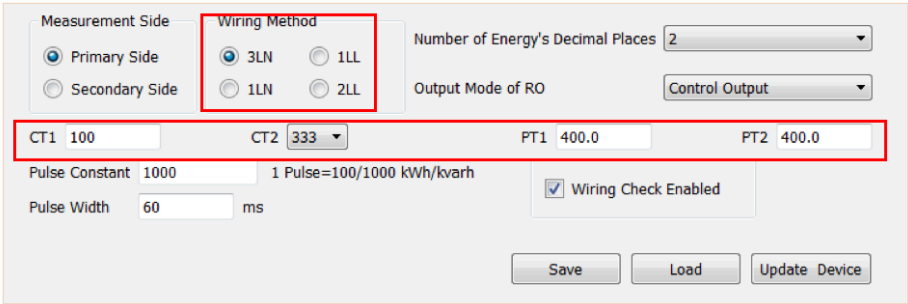 Measurement Side
Wiring Method
Primary Side
3LN
1LL
Number of Energy's Decimal Places
2
Secondary Side
1LN
2LL
Output Mode of RO
Control Output
CT1 100
CT2 333
PT1 400.0
PT2 400.0
Pulse Constant 1000
1 Pulse=100/1000 kWh/kvarh
Wiring Check Enabled
Pulse Width 60 ms
Save
Load
Update Device